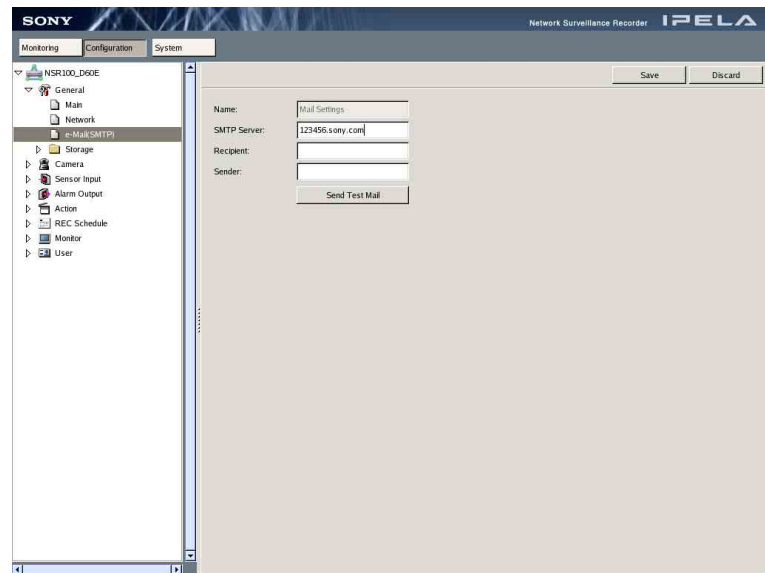 SONY
Network Surveillance Recorder IPELA
Monitoring Configuration System
NSR100_D60E
General
Main
Network
e-Mail(SMTP)
Storage
Camera
Sensor Input
Alarm Output
Action
REC Schedule
Monitor
User
Save Discard
Name: Mail Settings
SMTP Server: 123456.sony.com
Recipient:
Sender:
Send Test Mail